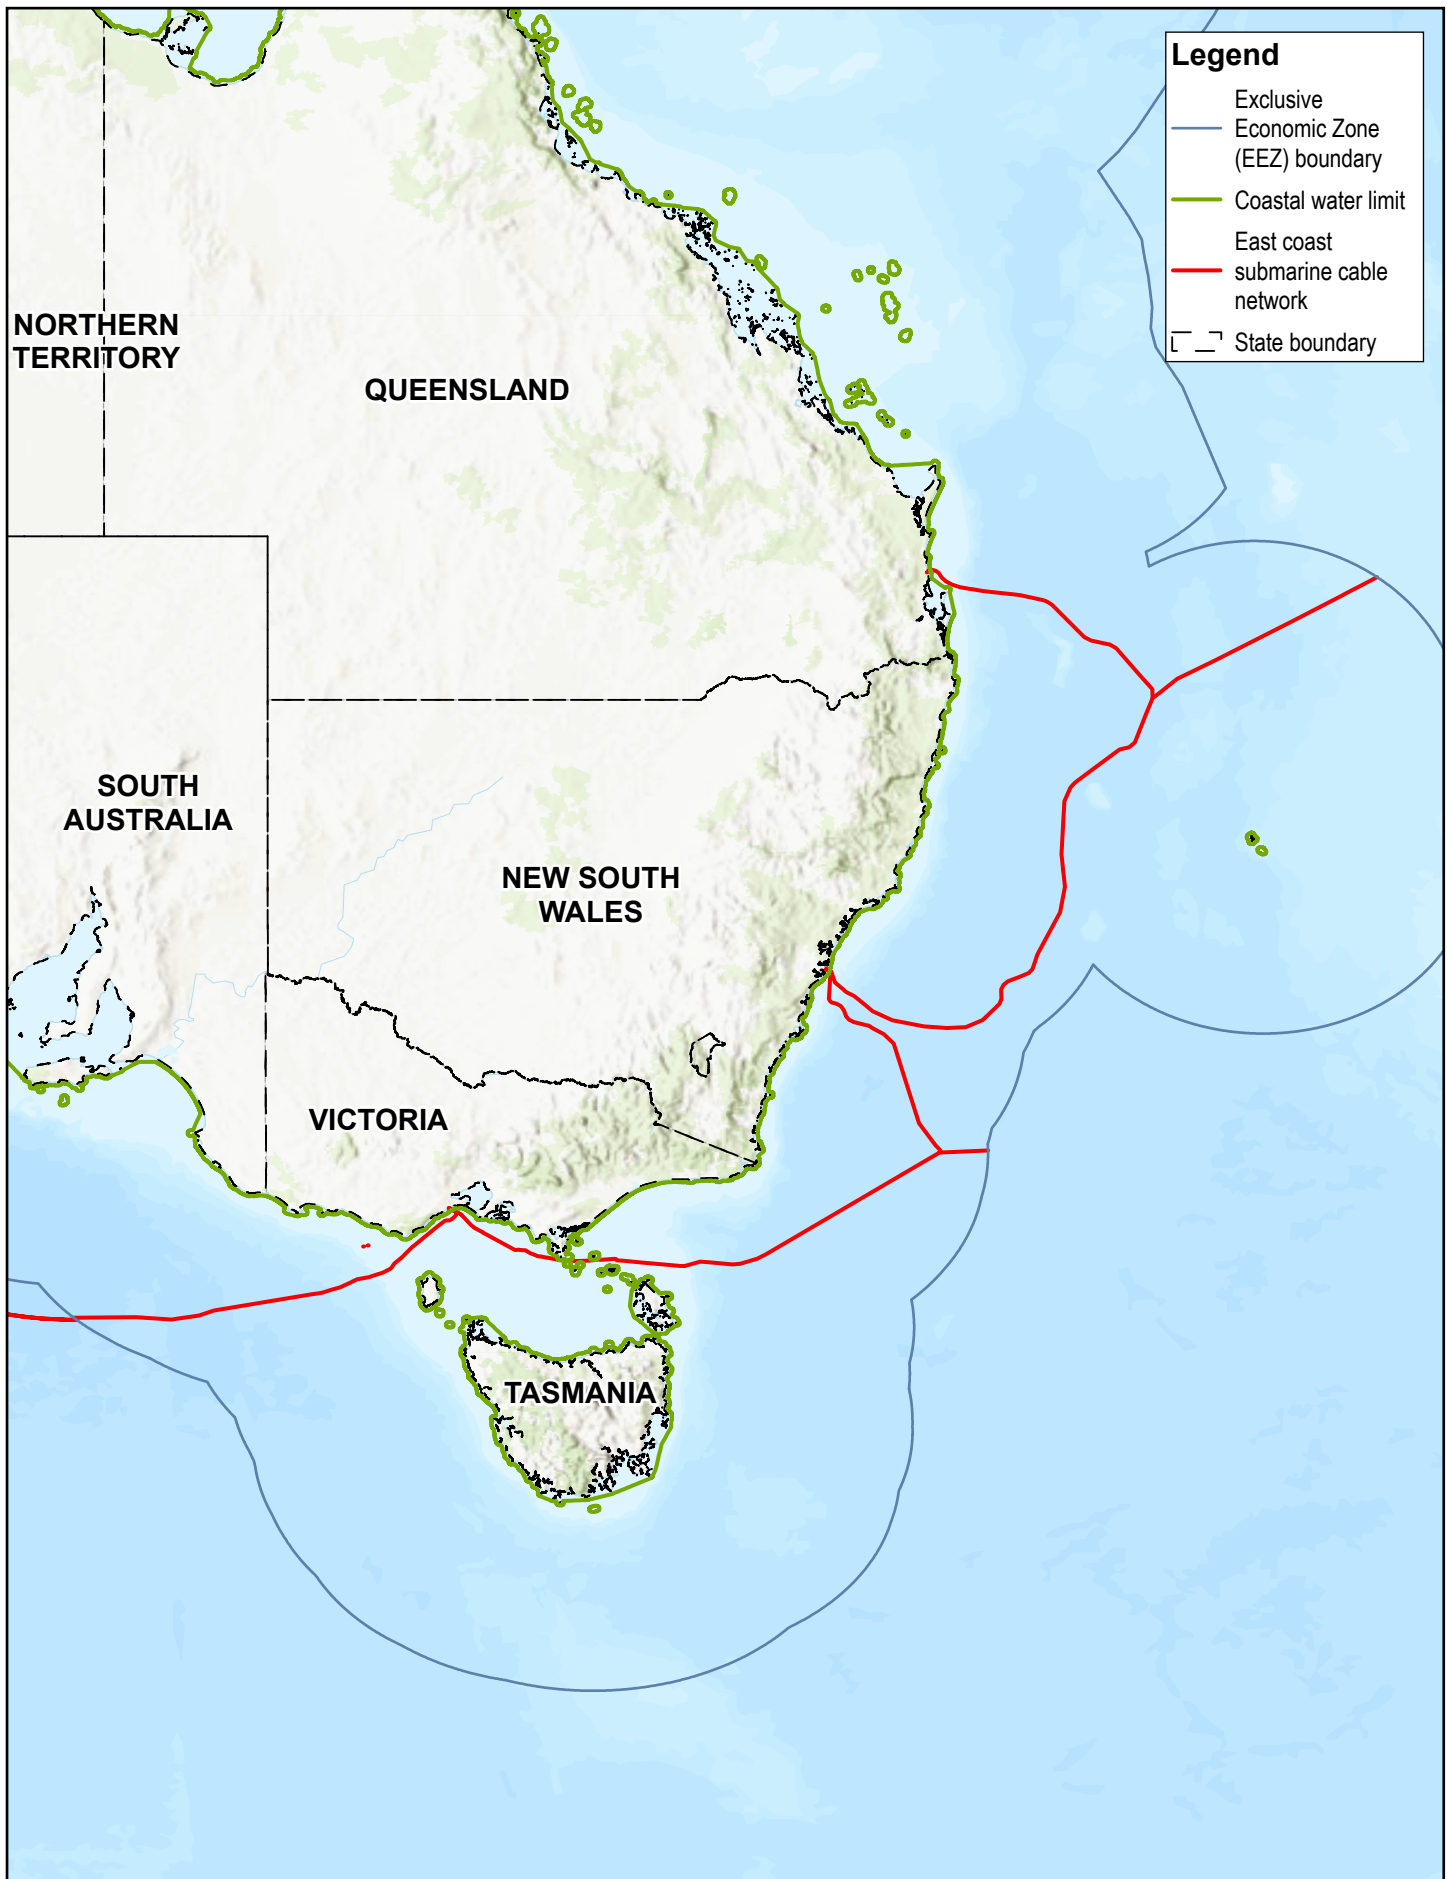 Legend
Exclusive
Economic Zone
(EEZ) boundary
Coastal water limit
East coast
submarine cable
network
State boundary
NORTHERN
TERRITORY
QUEENSLAND
SOUTH
AUSTRALIA
NEW SOUTH
WALES
VICTORIA
TASMANIA